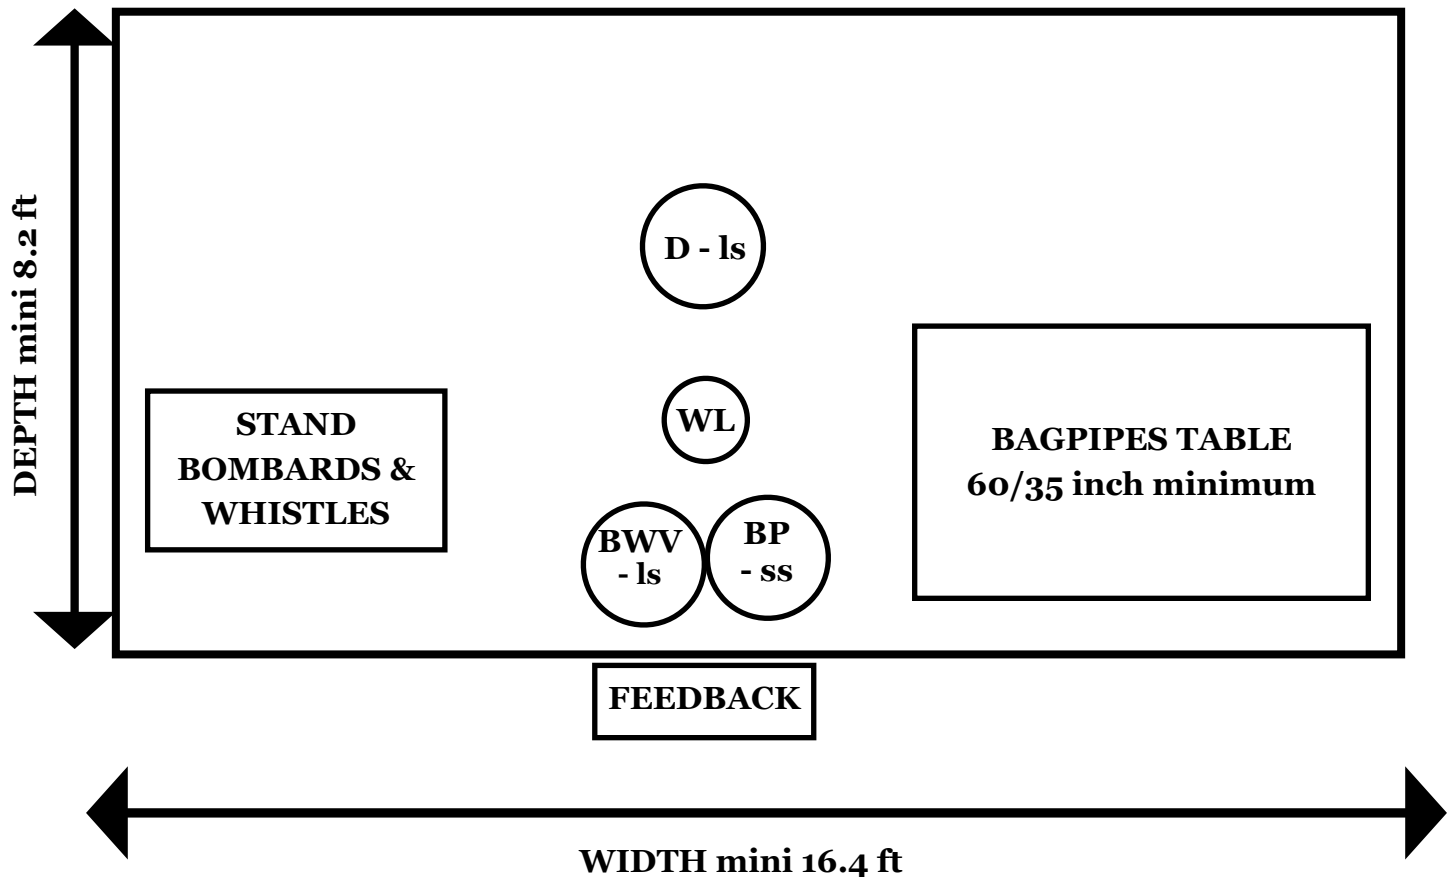 DEPTH mini 8.2 ft
D - ls
WL
STAND
BOMBARDS &
WHISTLES
BWV
- ls
BP
- ss
BAGPIPES TABLE
60/35 inch minimum
FEEDBACK
WIDTH mini 16.4 ft